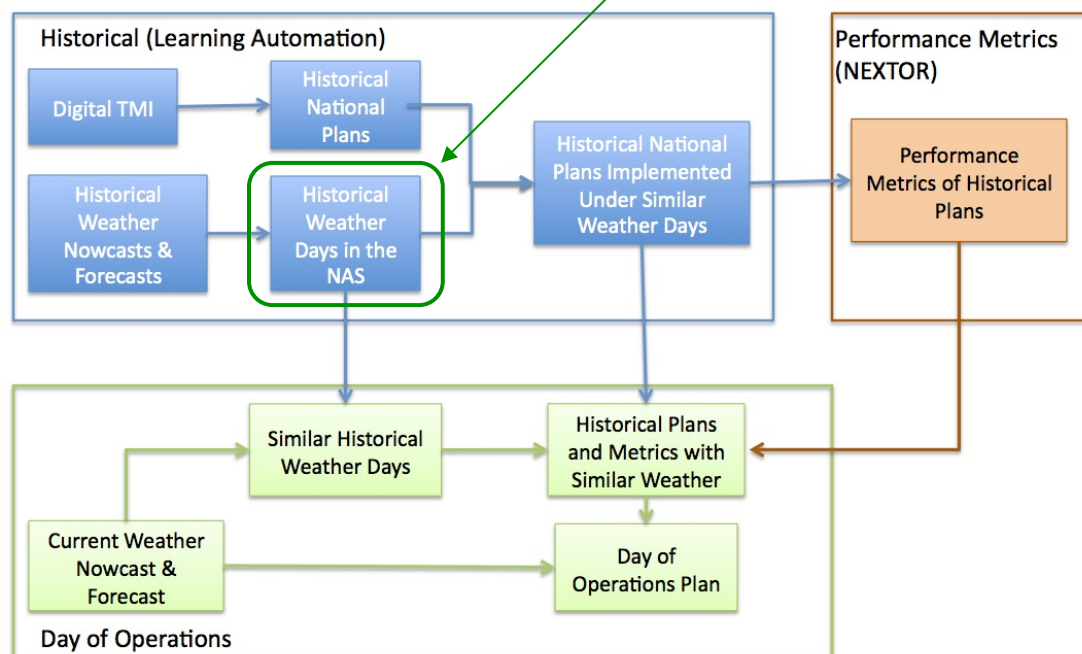 Historical (Learning Automation)
Digital TMI
Historical
National
Plans
Historical
Weather
Nowcasts &
Forecasts
Historical
Weather
Days in the
NAS
Historical National
Plans Implemented
Under Similar
Weather Days
Performance Metrics
(NEXTOR)
Performance
Metrics of Historical
Plans
Similar Historical
Weather Days
Historical Plans
and Metrics with
Similar Weather
Current Weather
Nowcast &
Forecast
Day of
Operations Plan
Day of Operations